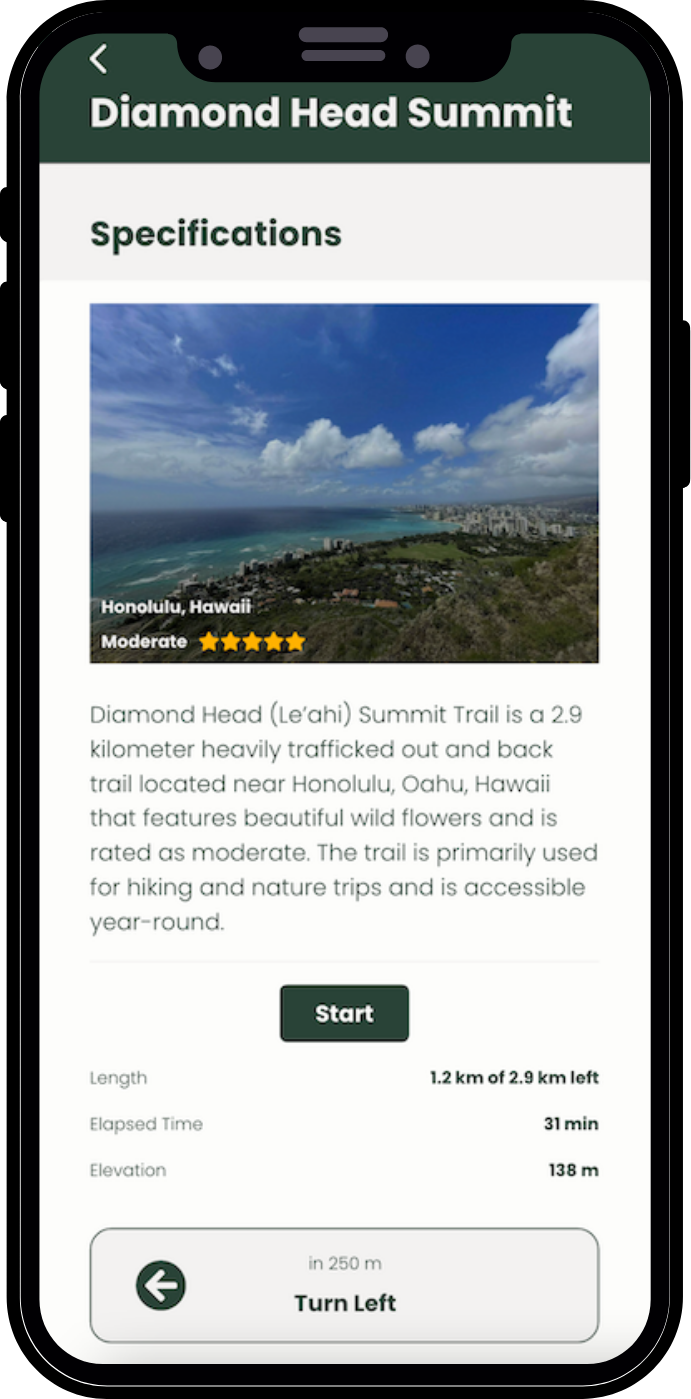 Diamond Head Summit
Specifications
Honolulu, Hawaii
Moderate
Diamond Head (Le’ahi) Summit Trail is a 2.9
kilometer heavily trafficked out and back
trail located near Honolulu, Oahu, Hawaii
that features beautiful wild flowers and is
rated as moderate. The trail is primarily used
for hiking and nature trips and is accessible
year-round.
Start
Length 1.2 km of 2.9 km left
Elapsed Time 31 min
Elevation 138 m
in 250 m
Turn Left